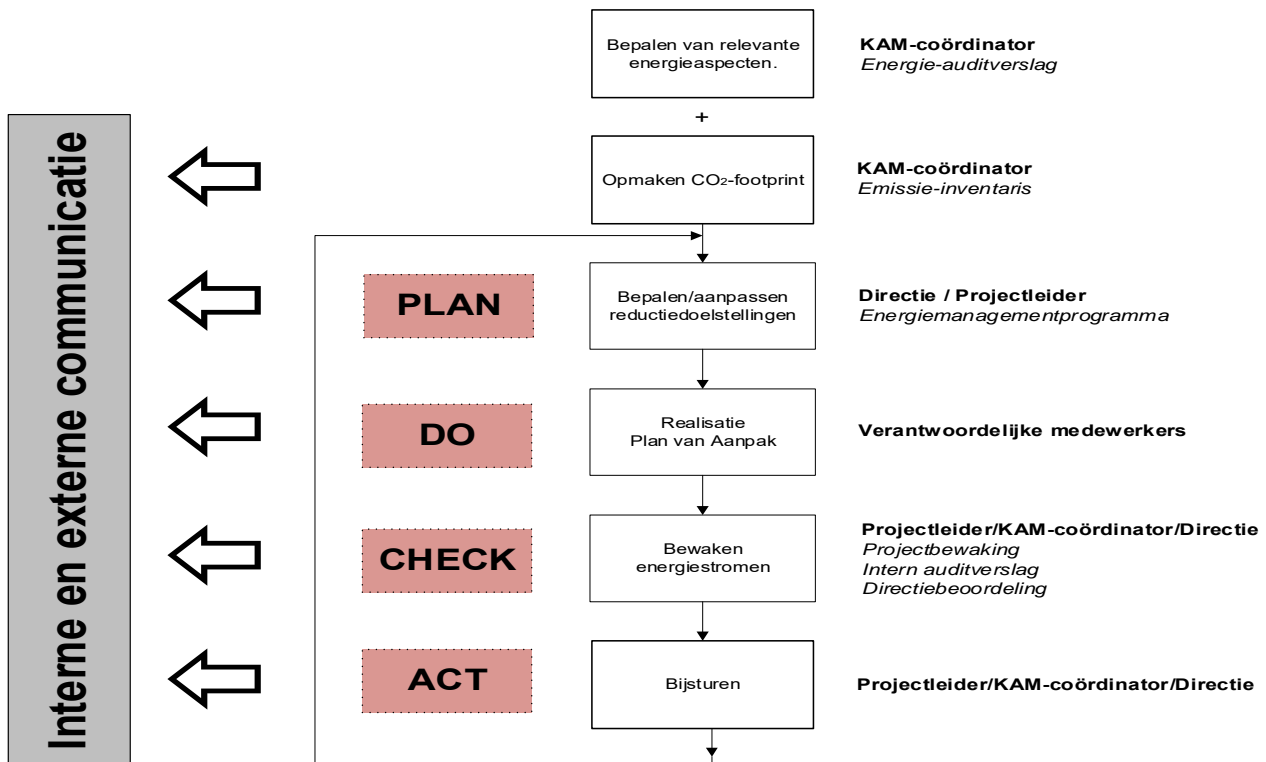 Bepalen van relevante
energieaspecten.
KAM-coördinator
Energie-auditverslag
+
Opmaken CO₂-footprint
KAM-coördinator
Emissie-inventaris
Interne en externe communicatie
PLAN
Bepalen/aanpassen
reductiedoelstellingen
Directie / Projectleider
Energiemanagementprogramma
DO
Realisatie
Plan van Aanpak
Verantwoordelijke medewerkers
CHECK
Bewaken
energiestromen
Projectleider/KAM-coördinator/Directie
Projectbewaking
Intern auditverslag
Directiebeoordeling
ACT
Bijsturen
Projectleider/KAM-coördinator/Directie